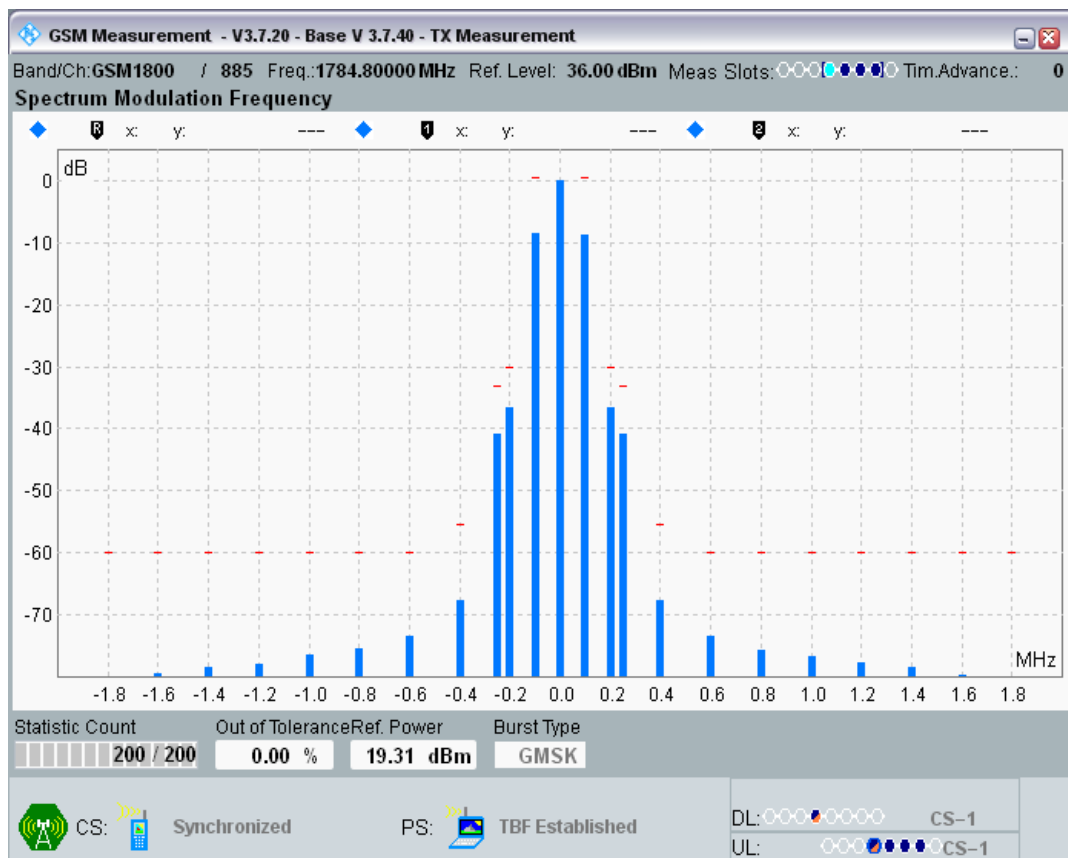 GSM Measurement - V3.7.20 - Base V 3.7.40 - TX Measurement
Band/Ch:GSM1800 / 885 Freq.:1784.80000 MHz Ref. Level: 36.00 dBm Meas Slots: Tim.Advance.: 0
Spectrum Modulation Frequency
R x: y: --- 1 x: y: --- 2 x: y: ---
dB
0
-10
-20
-30
-40
-50
-60
-70
MHz
-1.8 -1.6 -1.4 -1.2 -1.0 -0.8 -0.6 -0.4 -0.2 0.0 0.2 0.4 0.6 0.8 1.0 1.2 1.4 1.6 1.8
Statistic Count Out of Tolerance Ref. Power Burst Type
200 / 200 0.00 % 19.31 dBm GMSK
CS: Synchronized PS: TBF Established
DL: CS-1
UL: CS-1